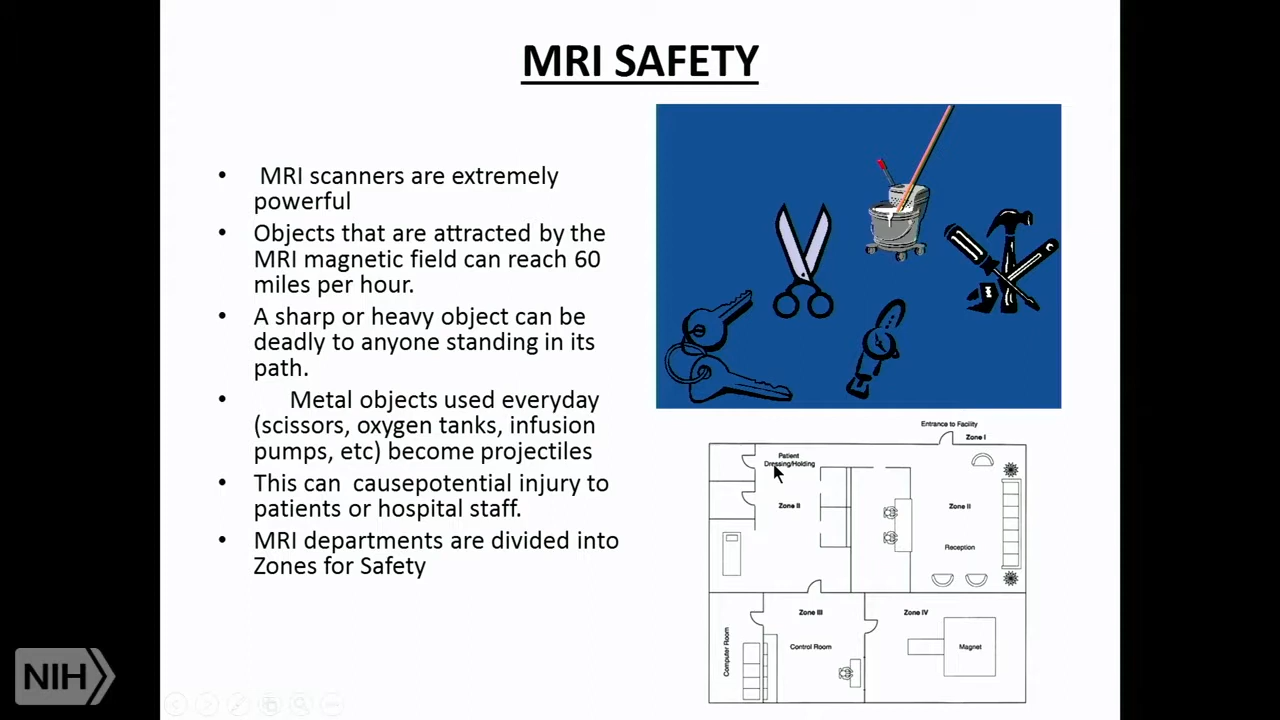 MRI SAFETY
• MRI scanners are extremely
powerful
• Objects that are attracted by the
MRI magnetic field can reach 60
miles per hour.
• A sharp or heavy object can be
deadly to anyone standing in its
path.
• Metal objects used everyday
(scissors, oxygen tanks, infusion
pumps, etc) become projectiles
• This can causepotential injury to
patients or hospital staff.
• MRI departments are divided into
Zones for Safety
Entrance to Facility
Zone I
Patient
Dressing/Holding
Zone II
Zone II
Reception
Zone III
Zone IV
Computer Room
Control Room
Magnet
NIH